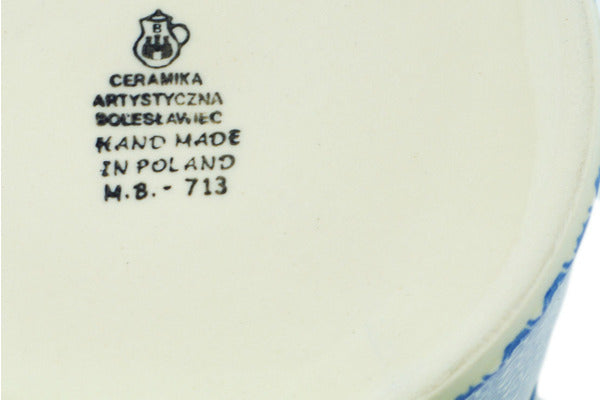 B
CERAMIKA
ARTYSTYCZNA
BOLESŁAWIEC
HAND MADE
IN POLAND
M.B. - 713